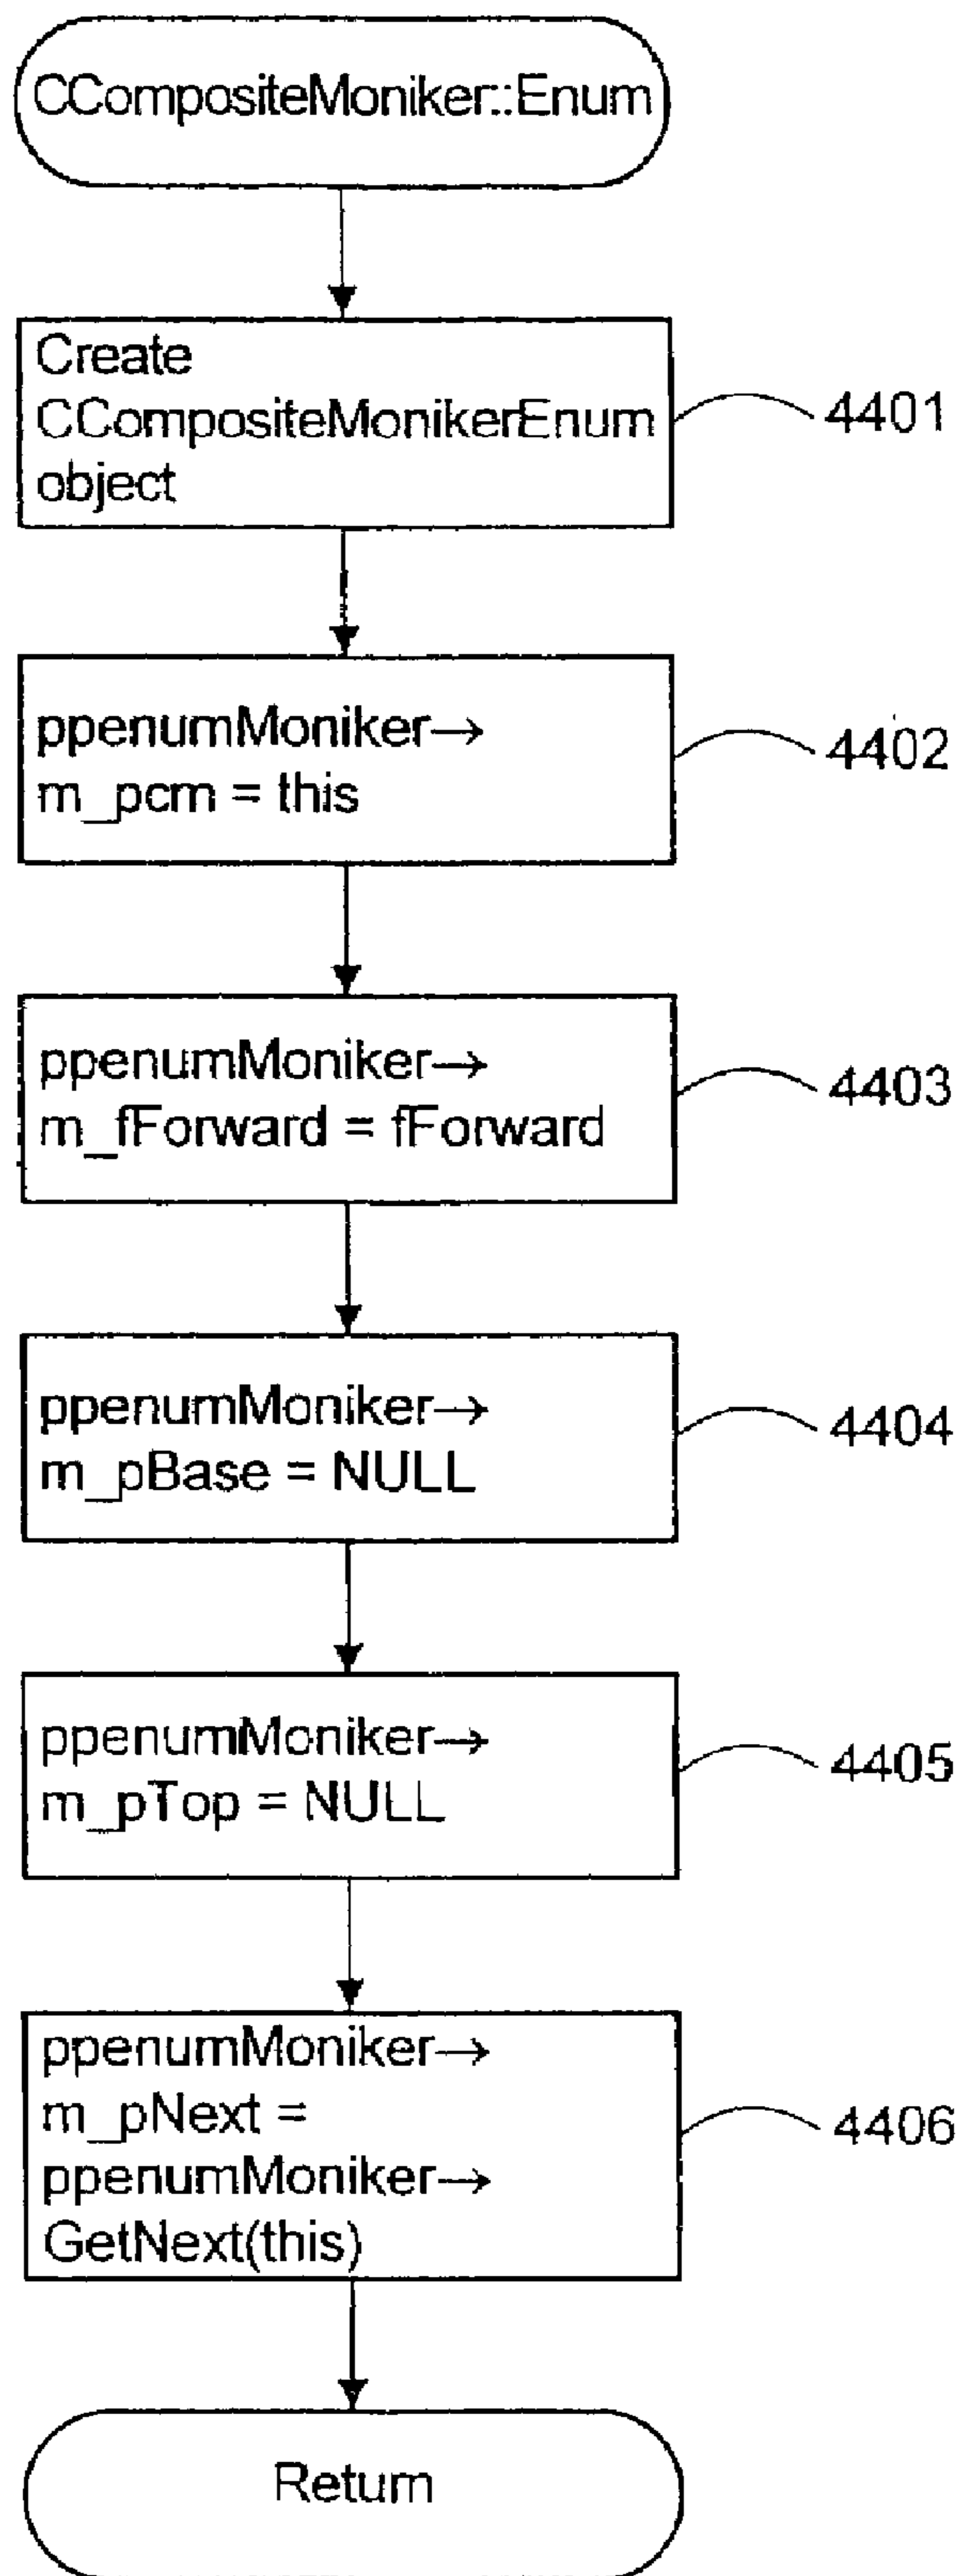 CCompositeMoniker::Enum
Create
CCompositeMonikerEnum
object
4401
ppenumMoniker→
m_pcm = this
4402
ppenumMoniker→
m_fForward = fForward
4403
ppenumMoniker→
m_pBase = NULL
4404
ppenumMoniker→
m_pTop = NULL
4405
ppenumMoniker→
m_pNext =
ppenumMoniker→
GetNext(this)
4406
Return